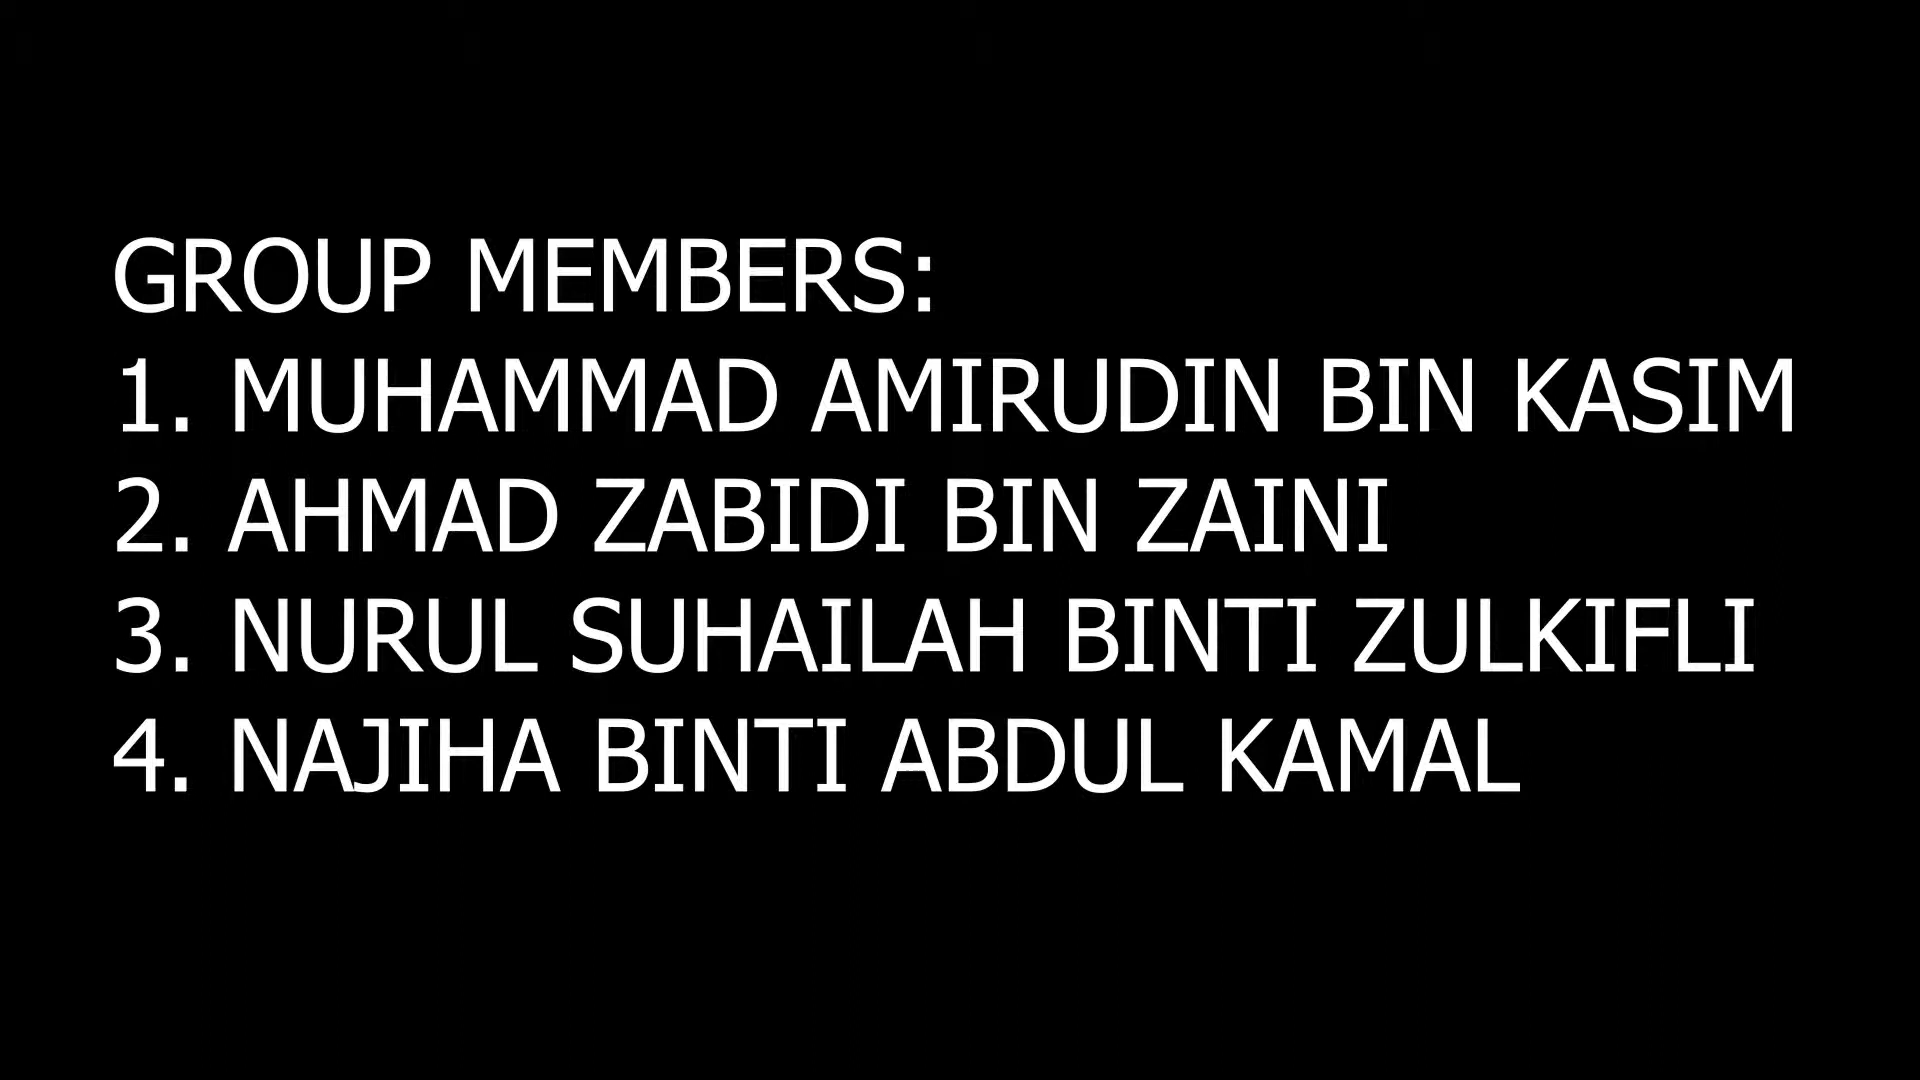 GROUP MEMBERS:
1. MUHAMMAD AMIRUDIN BIN KASIM
2. AHMAD ZABIDI BIN ZAINI
3. NURUL SUHAILAH BINTI ZULKIFLI
4. NAJIHA BINTI ABDUL KAMAL